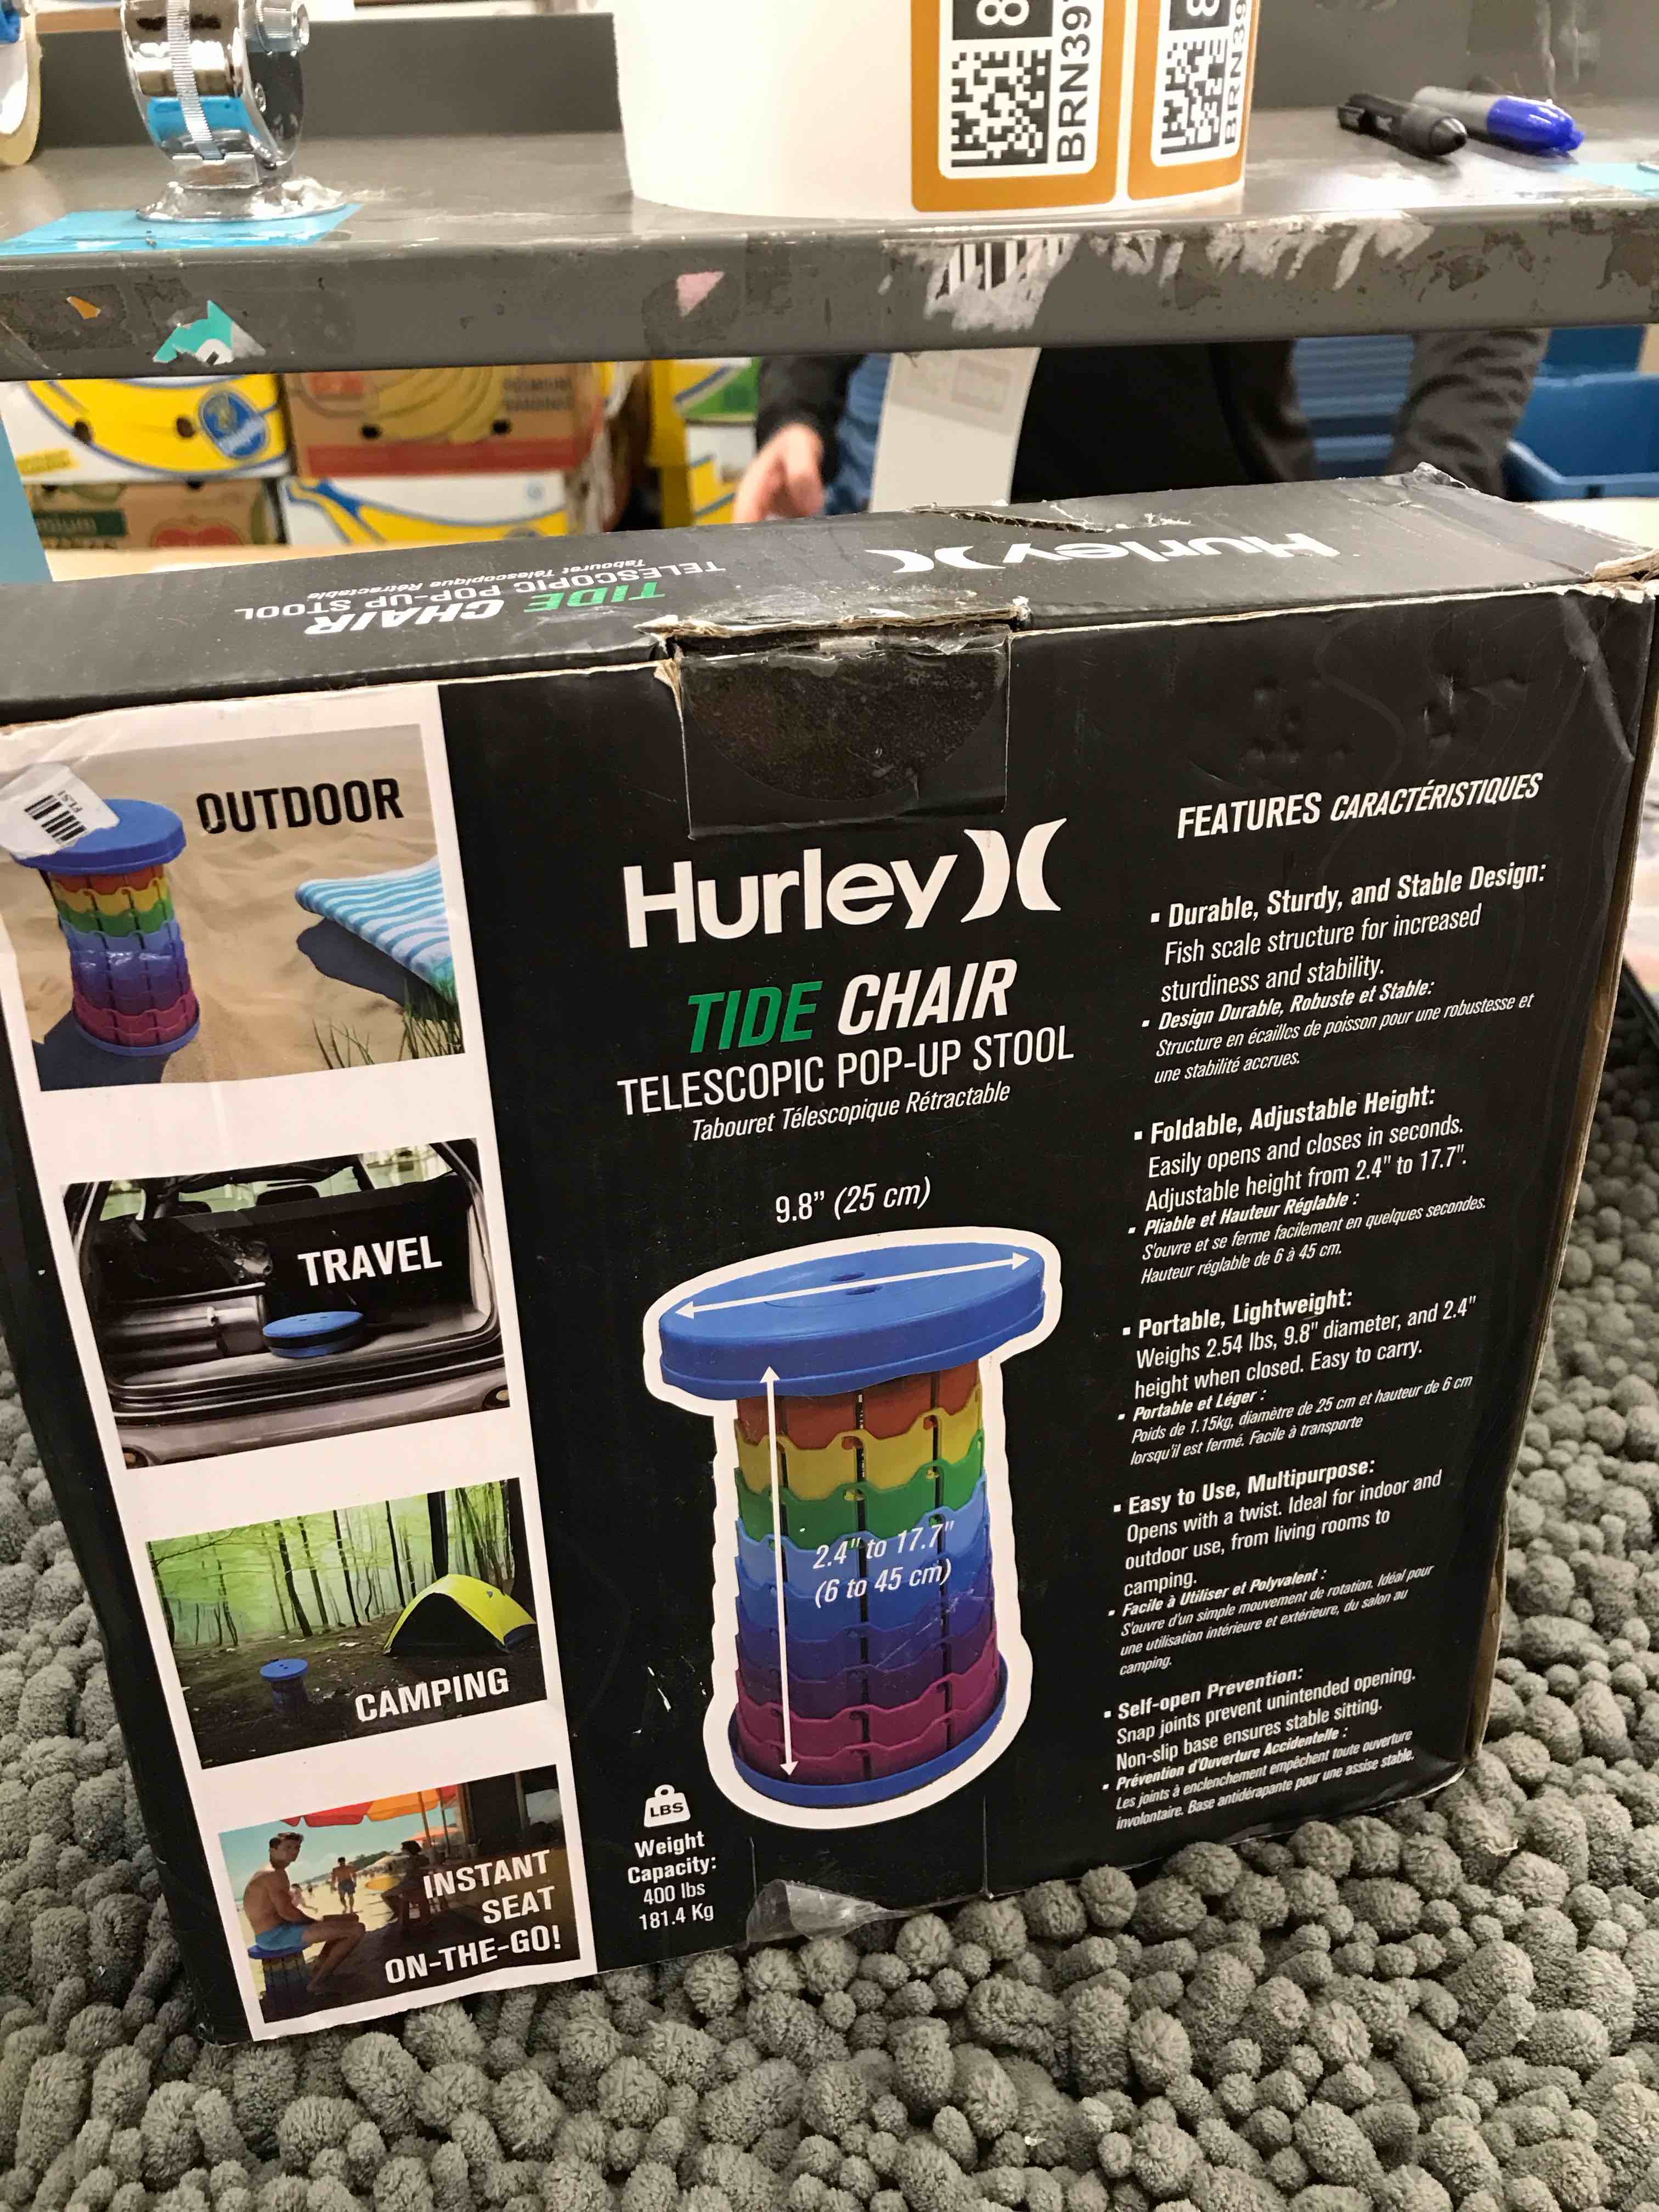 8
BRN39
8
BRN39
PREMIUM
BANANAS
Hurley
TIDE CHAIR
TELESCOPIC POP-UP STOOL
Tabouret Télescopique Rétractable
OUTDOOR
TRAVEL
CAMPING
INSTANT
SEAT
ON-THE-GO!
Hurley
TIDE CHAIR
TELESCOPIC POP-UP STOOL
Tabouret Télescopique Rétractable
9.8” (25 cm)
2.4" to 17.7"
(6 to 45 cm)
LBS
Weight
Capacity:
400 lbs
181.4 Kg
FEATURES CARACTÉRISTIQUES
▪ Durable, Sturdy, and Stable Design:
Fish scale structure for increased
sturdiness and stability.
▪ Design Durable, Robuste et Stable:
Structure en écailles de poisson pour une robustesse et
une stabilité accrues.
▪ Foldable, Adjustable Height:
Easily opens and closes in seconds.
Adjustable height from 2.4" to 17.7".
▪ Pliable et Hauteur Réglable :
S'ouvre et se ferme facilement en quelques secondes.
Hauteur réglable de 6 à 45 cm.
▪ Portable, Lightweight:
Weighs 2.54 lbs, 9.8" diameter, and 2.4"
height when closed. Easy to carry.
▪ Portable et Léger :
Poids de 1.15kg, diamètre de 25 cm et hauteur de 6 cm
lorsqu'il est fermé. Facile à transporte
▪ Easy to Use, Multipurpose:
Opens with a twist. Ideal for indoor and
outdoor use, from living rooms to
camping.
▪ Facile à Utiliser et Polyvalent :
S'ouvre d'un simple mouvement de rotation. Idéal pour
une utilisation intérieure et extérieure, du salon au
camping.
▪ Self-open Prevention:
Snap joints prevent unintended opening.
Non-slip base ensures stable sitting.
▪ Prévention d'Ouverture Accidentelle :
Les joints à enclenchement empêchent toute ouverture
involontaire. Base antidérapante pour une assise stable.